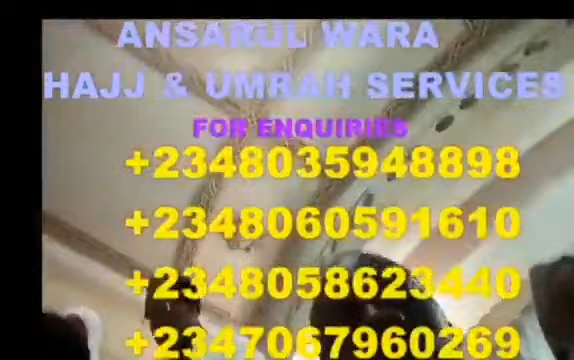 ANSARUL WARA
HAJJ & UMRAH SERVICES
FOR ENQUIRIES
+2348035948898
+2348060591610
+2348058623440
+2347067960269